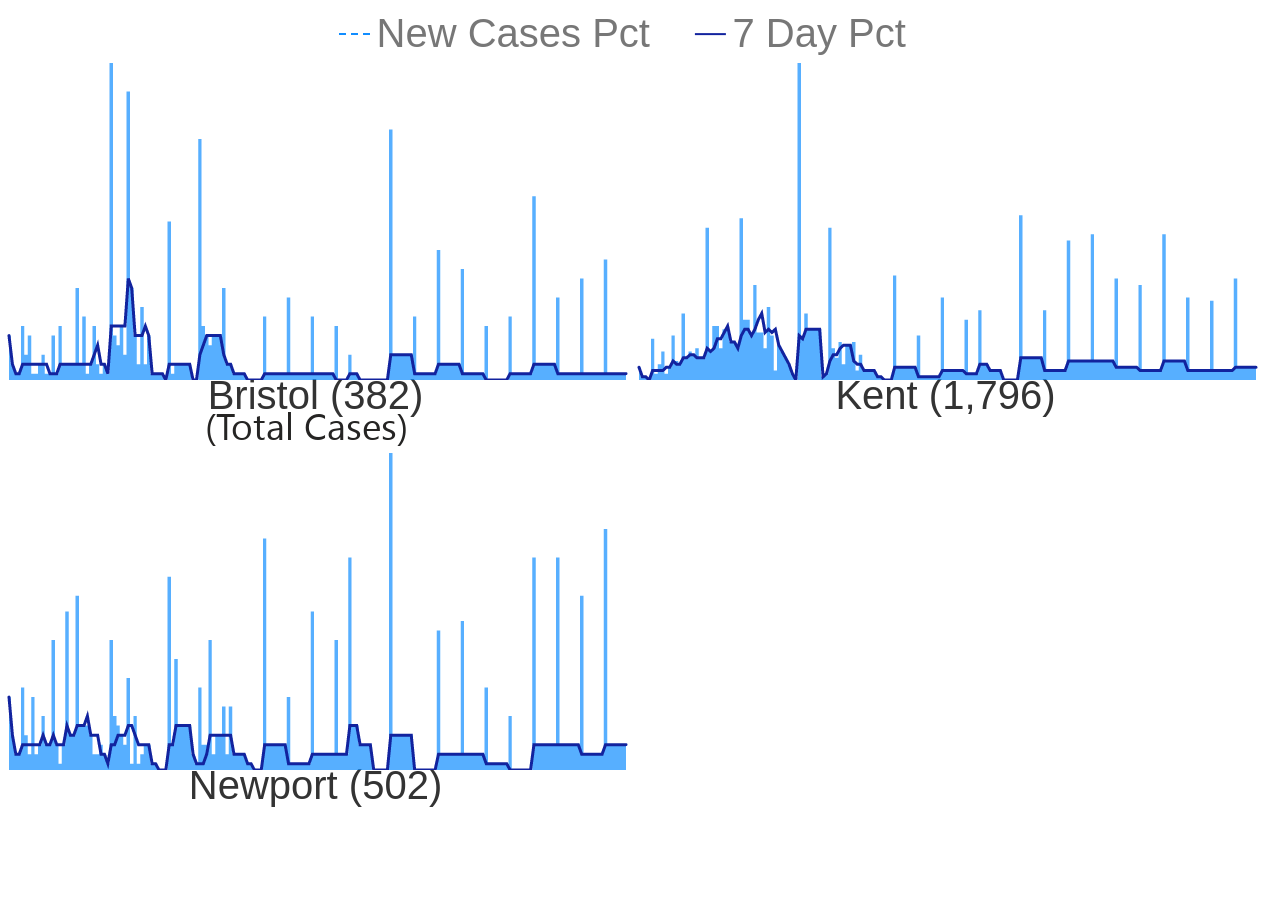 New Cases Pct 7 Day Pct
Bristol (382)
(Total Cases)
Kent (1,796)
Newport (502)